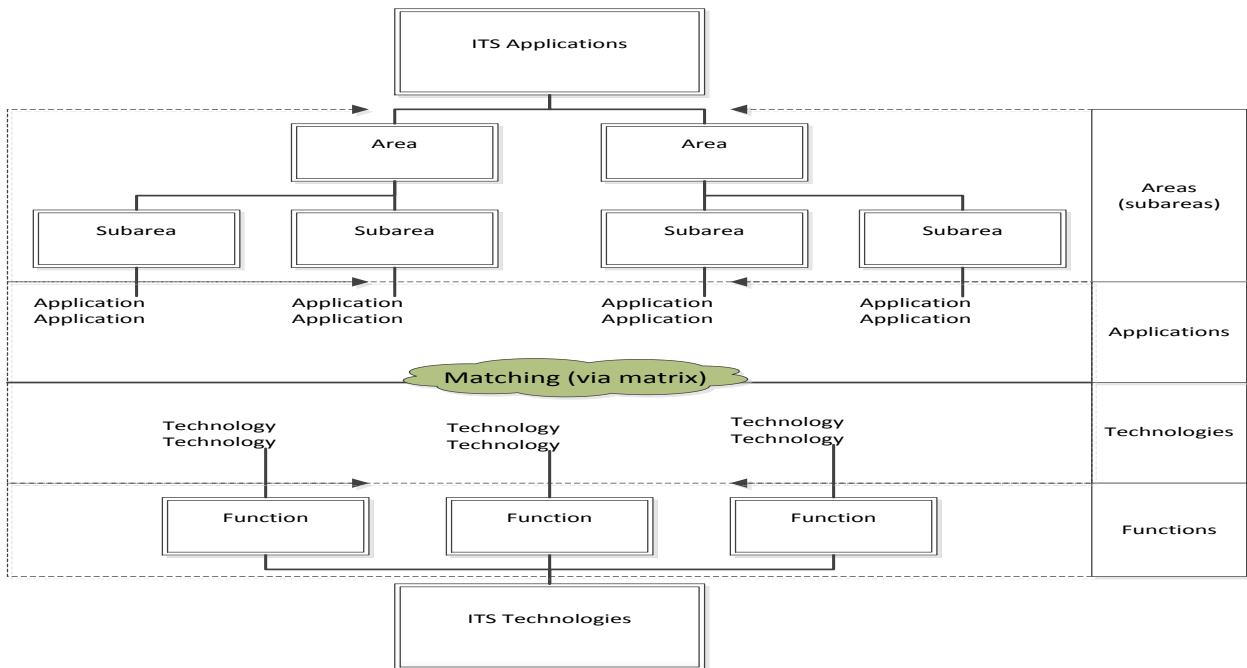 ITS Applications
Area
Area
Areas
(subareas)
Subarea
Subarea
Subarea
Subarea
Application
Application
Application
Application
Application
Application
Application
Application
Applications
Matching (via matrix)
Technology
Technology
Technology
Technology
Technology
Technology
Technologies
Function
Function
Function
Functions
ITS Technologies